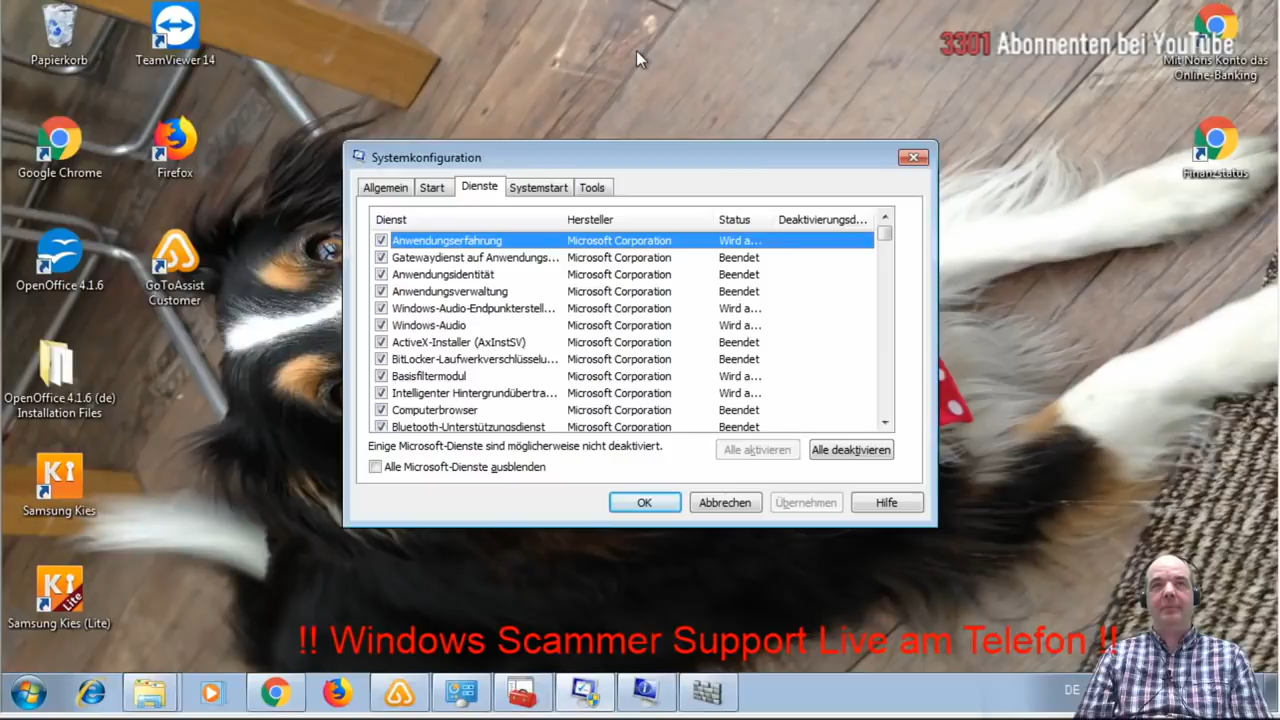 Papierkorb
TeamViewer 14
3301 Abonnenten bei YouTube
Mit Noris Konto das
Online-Banking
Google Chrome
Firefox
Finanzstatus
OpenOffice 4.1.6
GoToAssist
Customer
OpenOffice 4.1.6 (de)
Installation Files
Samsung Kies
Samsung Kies (Lite)
Ki
Ki
Lite
Systemkonfiguration
Allgemein Start Dienste Systemstart Tools
Dienst Hersteller Status Deaktivierungsd...
Anwendungserfahrung Microsoft Corporation Wird a...
Gatewaydienst auf Anwendungs... Microsoft Corporation Beendet
Anwendungsidentität Microsoft Corporation Beendet
Anwendungsverwaltung Microsoft Corporation Beendet
Windows-Audio-Endpunkterstell... Microsoft Corporation Wird a...
Windows-Audio Microsoft Corporation Wird a...
ActiveX-Installer (AxInstSV) Microsoft Corporation Beendet
BitLocker-Laufwerkverschlüsselu... Microsoft Corporation Beendet
Basisfiltermodul Microsoft Corporation Wird a...
Intelligenter Hintergrundübertra... Microsoft Corporation Wird a...
Computerbrowser Microsoft Corporation Beendet
Bluetooth-Unterstützungsdienst Microsoft Corporation Beendet
Einige Microsoft-Dienste sind möglicherweise nicht deaktiviert.
Alle aktivieren Alle deaktivieren
Alle Microsoft-Dienste ausblenden
OK Abbrechen Übernehmen Hilfe
!! Windows Scammer Support Live am Telefon !!
DE